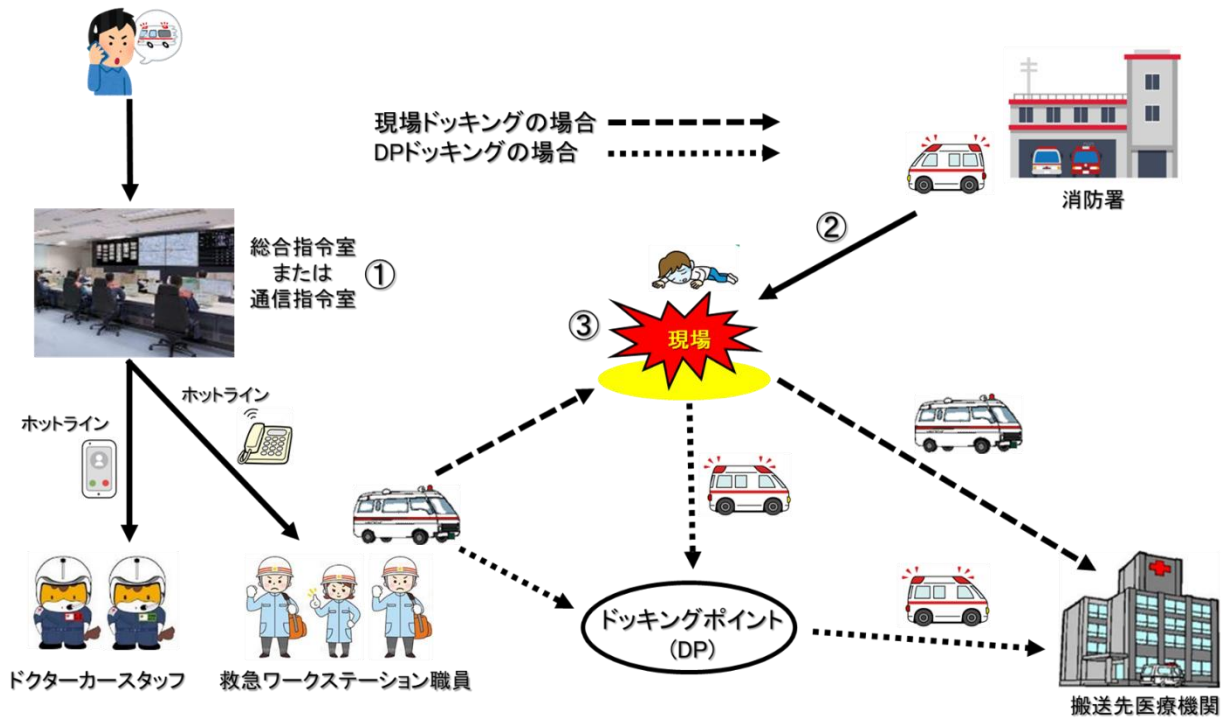 現場ドッキングの場合
DPドッキングの場合
消防署
②
総合指令室
または
通信指令室
①
③
現場
ホットライン
ホットライン
ドッキングポイント
(DP)
ドクターカースタッフ
救急ワークステーション職員
搬送先医療機関